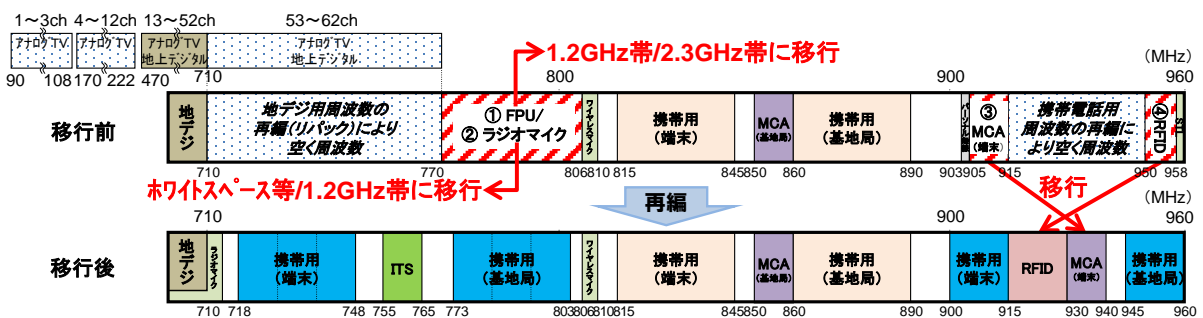 1～3ch 4～12ch 13～52ch 53～62ch
アナログTV アナログTV アナログTV アナログTV
地上デジタル 地上デジタル
90 108 170 222 470 710
1.2GHz帯/2.3GHz帯に移行
800 900 (MHz) 960
移行前
地デジ
地デジ用周波数の
再編(リパック)により
空く周波数
① FPU/
② ラジオマイク
ワイヤレスマイク
携帯用
(端末)
MCA
(基地局)
携帯用
(基地局)
③
MCA
(端末)
携帯電話用
周波数の再編に
より空く周波数
④RFID
STL
710 770 806 810 815 845 850 860 890 903 905 915 950 958
ホワイトスペース等/1.2GHz帯に移行
再編
移行
710 900 (MHz) 960
移行後
地デジ
ラジオマイク
携帯用
(端末)
ITS
携帯用
(基地局)
ワイヤレスマイク
携帯用
(端末)
MCA
(基地局)
携帯用
(基地局)
携帯用
(端末)
RFID
MCA
(端末)
携帯用
(基地局)
710 718 748 755 765 773 803 806 810 815 845 850 860 890 900 915 930 940 945 960